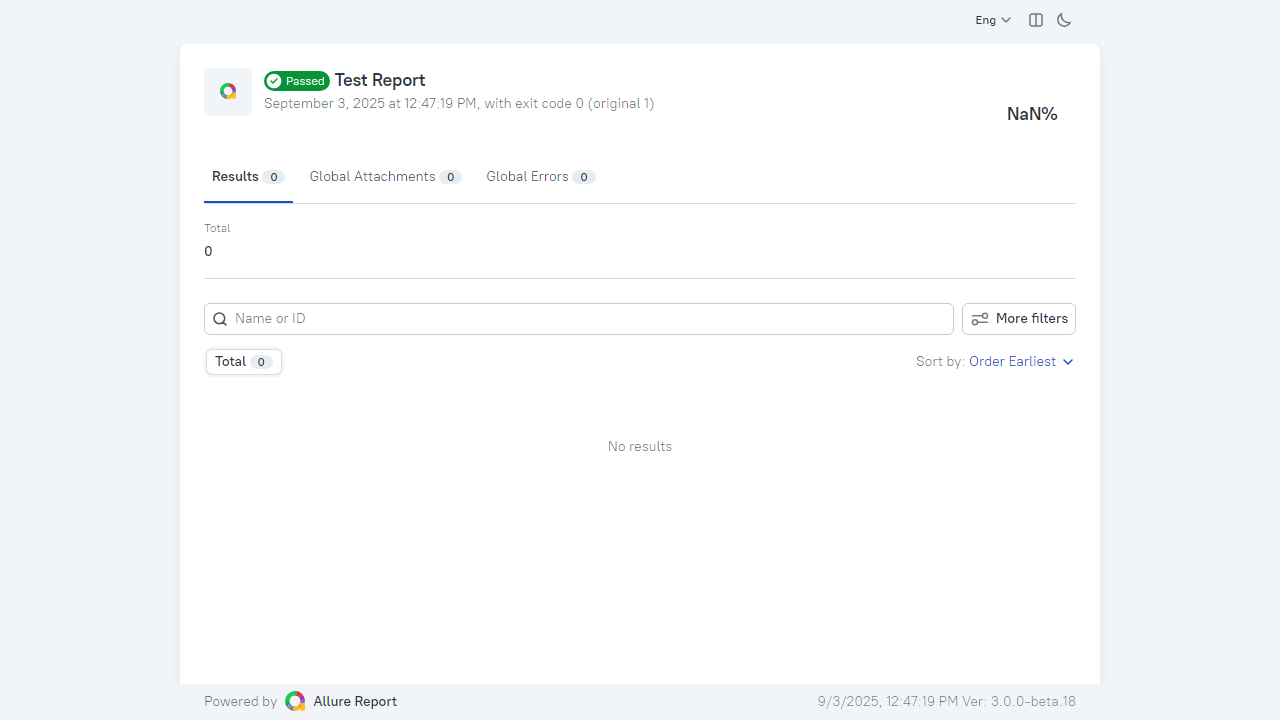 Eng
Passed Test Report
September 3, 2025 at 12:47:19 PM, with exit code 0 (original 1)
NaN%
Results 0 Global Attachments 0 Global Errors 0
Total
0
Name or ID More filters
Total 0 Sort by: Order Earliest
No results
Powered by Allure Report 9/3/2025, 12:47:19 PM Ver: 3.0.0-beta.18